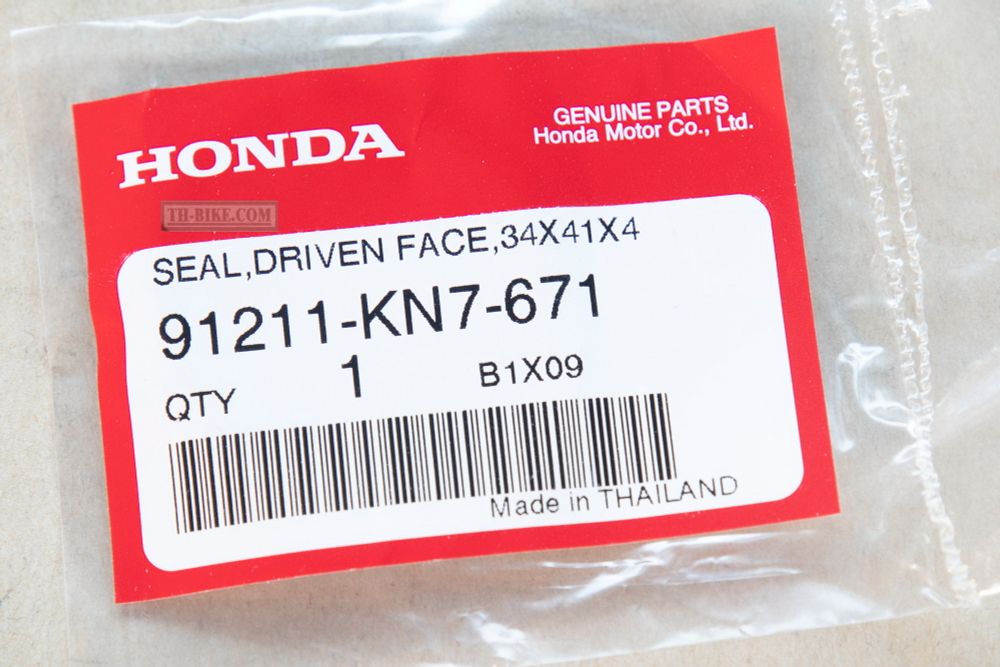 HONDA
GENUINE PARTS
Honda Motor Co., Ltd.
TH-BIKE.COM
SEAL,DRIVEN FACE,34X41X4
91211-KN7-671
QTY 1 B1X09
Made in THAILAND